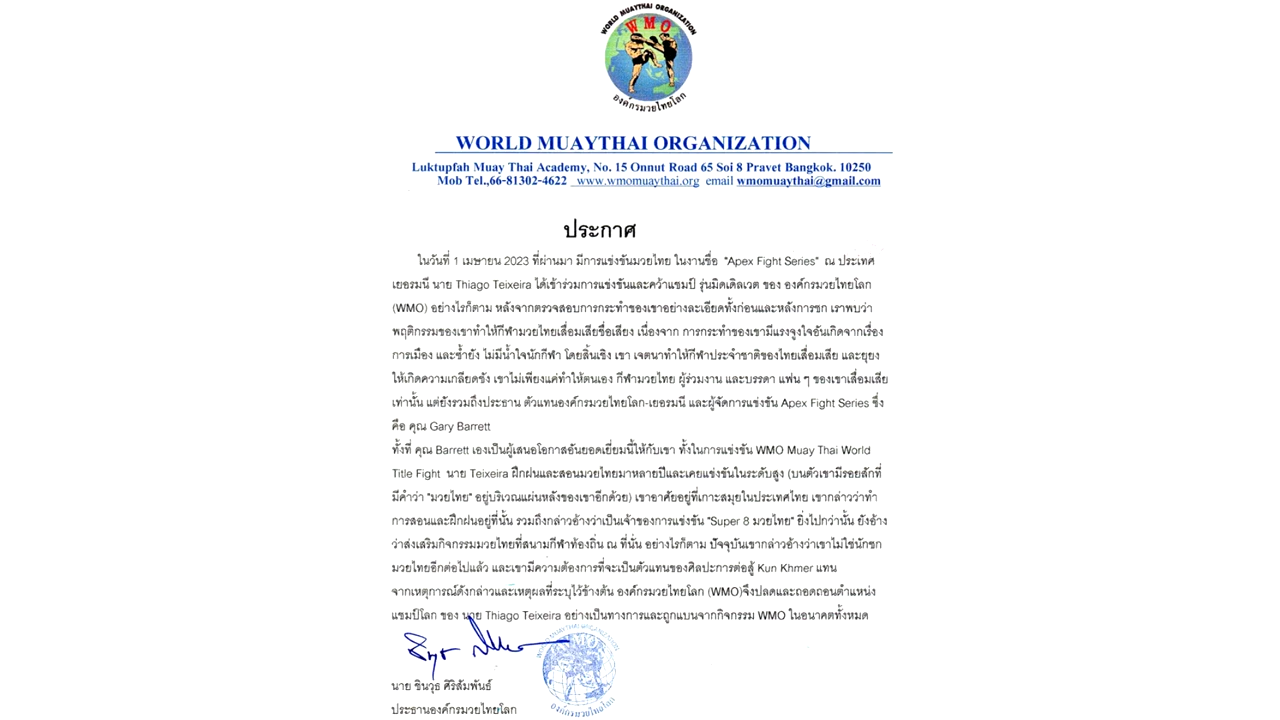 WORLD MUAYTHAI ORGANIZATION
WMO
องค์กรมวยไทยโลก
WORLD MUAYTHAI ORGANIZATION
Luktupfah Muay Thai Academy, No. 15 Onnut Road 65 Soi 8 Pravet Bangkok. 10250
Mob Tel.,66-81302-4622 www.wmomuaythai.org email wmomuaythai@gmail.com
ประกาศ
ในวันที่ 1 เมษายน 2023 ที่ผ่านมา มีการแข่งขันมวยไทย ในงานชื่อ "Apex Fight Series" ณ ประเทศ
เยอรมนี นาย Thiago Teixeira ได้เข้าร่วมการแข่งขันและคว้าแชมป์ รุ่นมิดเดิลเวต ของ องค์กรมวยไทยโลก
(WMO) อย่างไรก็ตาม หลังจากตรวจสอบการกระทำของเขาอย่างละเอียดทั้งก่อนและหลังการชก เราพบว่า
พฤติกรรมของเขาทำให้กีฬามวยไทยเสื่อมเสียชื่อเสียง เนื่องจาก การกระทำของเขามีแรงจูงใจอันเกิดจากเรื่อง
การเมือง และซ้ำยัง ไม่มีน้ำใจนักกีฬา โดยสิ้นเชิง เขา เจตนาทำให้กีฬาประจำชาติของไทยเสื่อมเสีย และยุยง
ให้เกิดความเกลียดชัง เขาไม่เพียงแค่ทำให้ตนเอง กีฬามวยไทย ผู้ร่วมงาน และบรรดา แฟน ๆ ของเขาเสื่อมเสีย
เท่านั้น แต่ยังรวมถึงประธาน ตัวแทนองค์กรมวยไทยโลก-เยอรมนี และผู้จัดการแข่งขัน Apex Fight Series ซึ่ง
คือ คุณ Gary Barrett
ทั้งที่ คุณ Barrett เองเป็นผู้เสนอโอกาสอันยอดเยี่ยมนี้ให้กับเขา ทั้งในการแข่งขัน WMO Muay Thai World
Title Fight นาย Teixeira ฝึกฝนและสอนมวยไทยมาหลายปีและเคยแข่งขันในระดับสูง (บนตัวเขามีรอยสักที่
มีคำว่า "มวยไทย" อยู่บริเวณแผ่นหลังของเขาอีกด้วย) เขาอาศัยอยู่ที่เกาะสมุยในประเทศไทย เขากล่าวว่าทำ
การสอนและฝึกฝนอยู่ที่นั้น รวมถึงกล่าวอ้างว่าเป็นเจ้าของการแข่งขัน "Super 8 มวยไทย" ยิ่งไปกว่านั้น ยังอ้าง
ว่าส่งเสริมกิจกรรมมวยไทยที่สนามกีฬาท้องถิ่น ณ ที่นั่น อย่างไรก็ตาม ปัจจุบันเขากล่าวอ้างว่าเขาไม่ใช่นักชก
มวยไทยอีกต่อไปแล้ว และเขามีความต้องการที่จะเป็นตัวแทนของศิลปะการต่อสู้ Kun Khmer แทน
จากเหตุการณ์ดังกล่าวและเหตุผลที่ระบุไว้ข้างต้น องค์กรมวยไทยโลก (WMO)จึงปลดและถอดถอนตำแหน่ง
แชมป์โลก ของ นาย Thiago Teixeira อย่างเป็นทางการและถูกแบนจากกิจกรรม WMO ในอนาคตทั้งหมด
นาย ชินวุธ ศิริสัมพันธ์
ประธานองค์กรมวยไทยโลก
องค์กรมวยไทยโลก